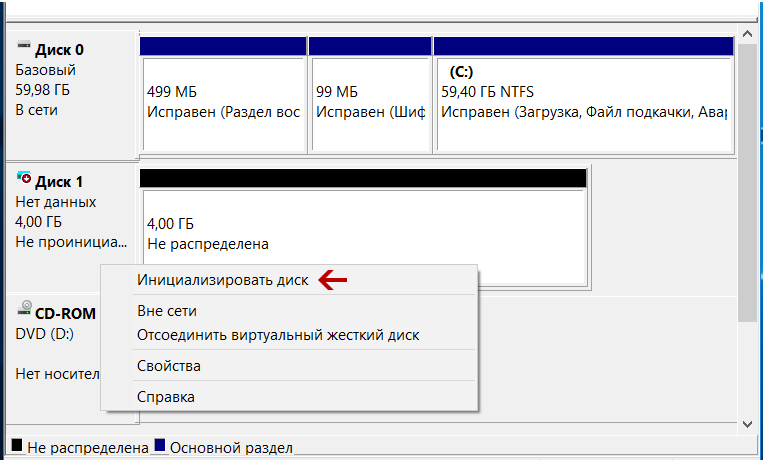 Диск 0
Базовый
59,98 ГБ
В сети
499 МБ
Исправен (Раздел вос
99 МБ
Исправен (Шиф
(C:)
59,40 ГБ NTFS
Исправен (Загрузка, Файл подкачки, Авар
Диск 1
Нет данных
4,00 ГБ
Не проинициа...
4,00 ГБ
Не распределена
Инициализировать диск
Вне сети
Отсоединить виртуальный жесткий диск
Свойства
Справка
CD-ROM
DVD (D:)
Нет носител
Не распределена
Основной раздел